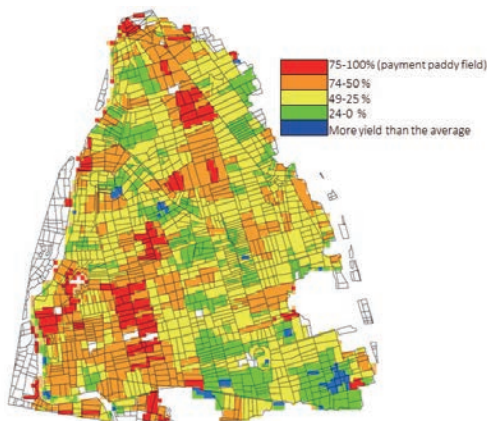 75-100% (payment paddy field)
74-50 %
49-25 %
24-0 %
More yield than the average